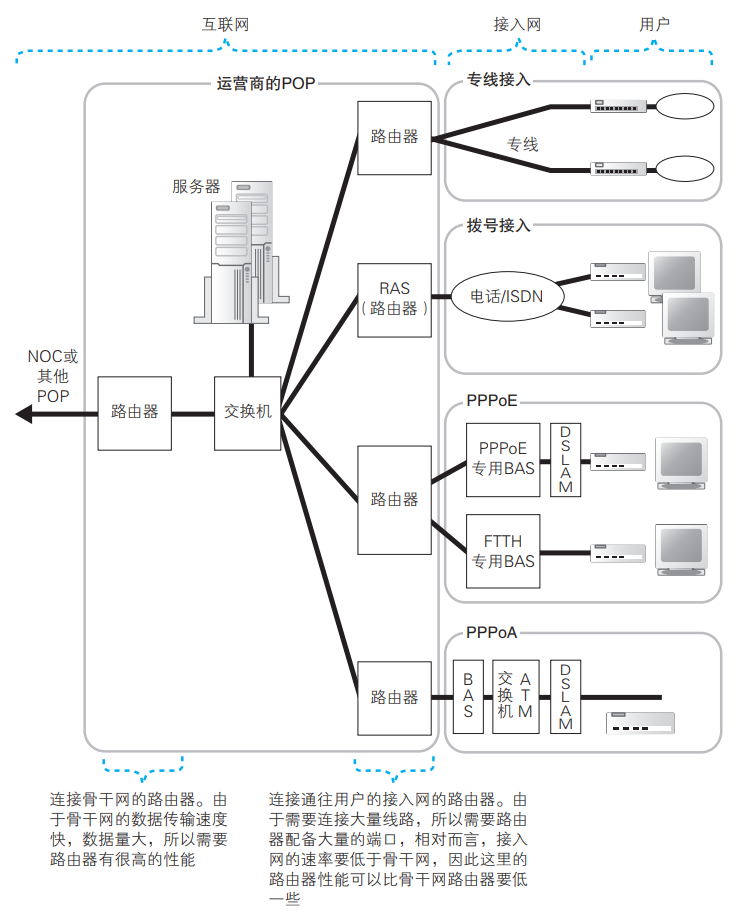 互联网
接入网
用户
运营商的POP
专线接入
路由器
专线
服务器
拨号接入
RAS
（路由器）
电话/ISDN
NOC或
其他
POP
路由器
交换机
PPPoE
路由器
PPPoE
专用BAS
DSLAM
FTTH
专用BAS
PPPoA
路由器
BAS
ATM
交换机
DSLAM
连接骨干网的路由器。由
于骨干网的数据传输速度
快，数据量大，所以需要
路由器有很高的性能
连接通往用户的接入网的路由器。由
于需要连接大量线路，所以需要路由
器配备大量的端口，相对而言，接入
网的速率要低于骨干网，因此这里的
路由器性能可以比骨干网路由器要低
一些